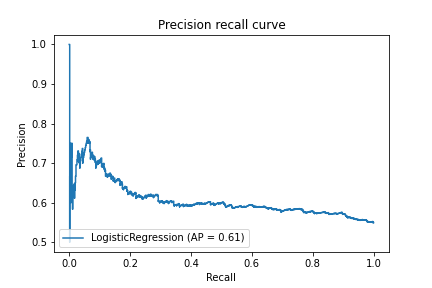 Precision recall curve
1.0
0.9
0.8
0.7
0.6
0.5
Precision
LogisticRegression (AP = 0.61)
0.0 0.2 0.4 0.6 0.8 1.0
Recall